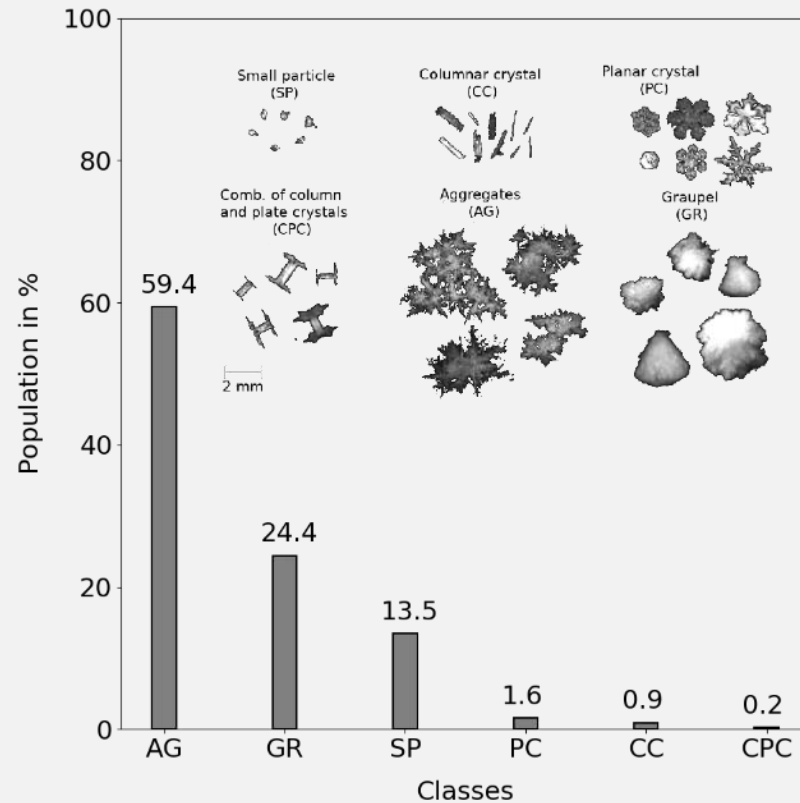 100
80
60
40
20
0
Population in %
Small particle
(SP)
Columnar crystal
(CC)
Planar crystal
(PC)
Comb. of column
and plate crystals
(CPC)
Aggregates
(AG)
Graupel
(GR)
2 mm
59.4
24.4
13.5
1.6
0.9
0.2
AG
GR
SP
PC
CC
CPC
Classes